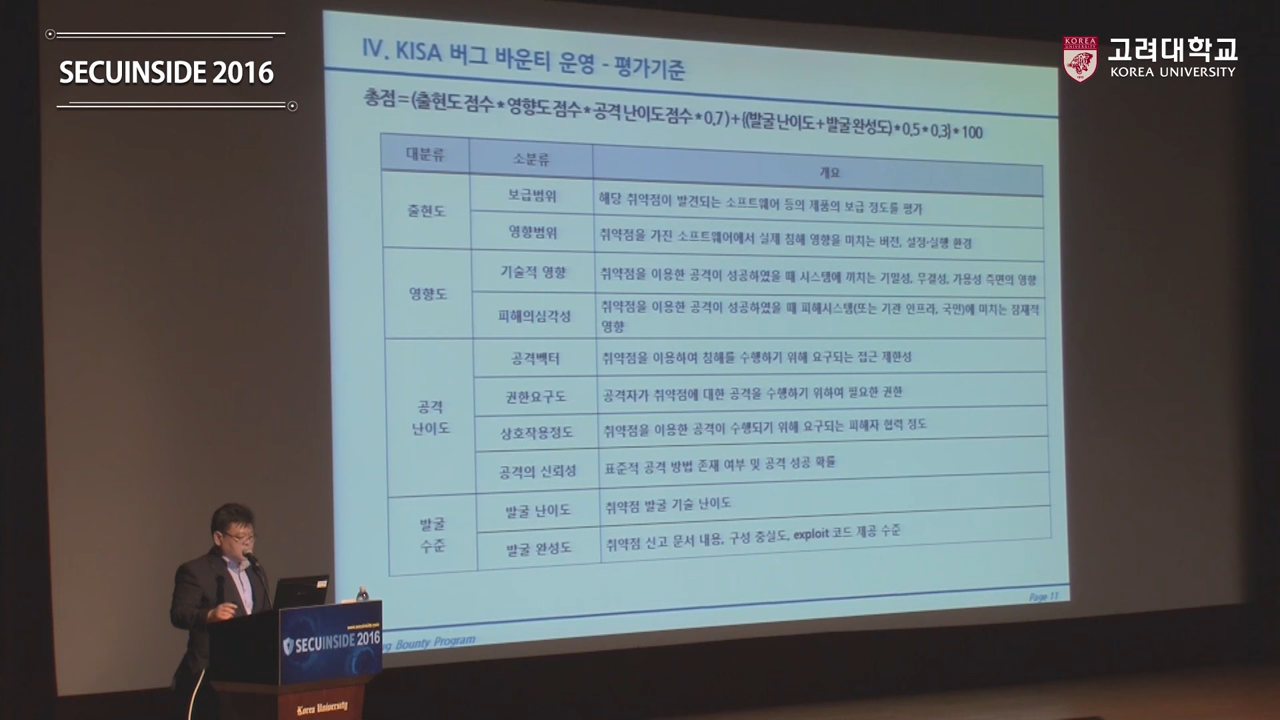 SECUINSIDE 2016
KOREA
UNIVERSITY
고려대학교
KOREA UNIVERSITY
IV. KISA 버그 바운티 운영 - 평가기준
총점 = (출현도 점수 * 영향도 점수 * 공격 난이도 점수 * 0.7) + {(발굴 난이도 + 발굴 완성도) * 0.5 * 0.3} * 100
대분류 소분류 개요
출현도
보급범위 해당 취약점이 발견되는 소프트웨어 등의 제품의 보급 정도를 평가
영향범위 취약점을 가진 소프트웨어에서 실제 침해 영향을 미치는 버전, 설정·실행 환경
영향도
기술적 영향 취약점을 이용한 공격이 성공하였을 때 시스템에 끼치는 기밀성, 무결성, 가용성 측면의 영향
피해의심각성 취약점을 이용한 공격이 성공하였을 때 피해시스템(또는 기관 인프라, 국민)에 미치는 잠재적
영향
공격
난이도
공격벡터 취약점을 이용하여 침해를 수행하기 위해 요구되는 접근 제한성
권한요구도 공격자가 취약점에 대한 공격을 수행하기 위하여 필요한 권한
상호작용정도 취약점을 이용한 공격이 수행되기 위해 요구되는 피해자 협력 정도
공격의 신뢰성 표준적 공격 방법 존재 여부 및 공격 성공 확률
발굴
수준
발굴 난이도 취약점 발굴 기술 난이도
발굴 완성도 취약점 신고 문서 내용, 구성 충실도, exploit 코드 제공 수준
Page 11
ug Bounty Program
www.secuinside.com
SECUINSIDE 2016
Korea University